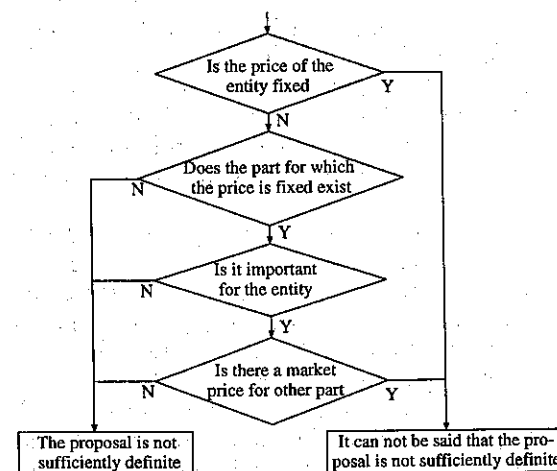 Is the price of the
entity fixed
Y
N
Does the part for which
the price is fixed exist
N
Y
Is it important
for the entity
N
Y
Is there a market
price for other part
N
Y
The proposal is not
sufficiently definite
It can not be said that the pro-
posal is not sufficiently definite